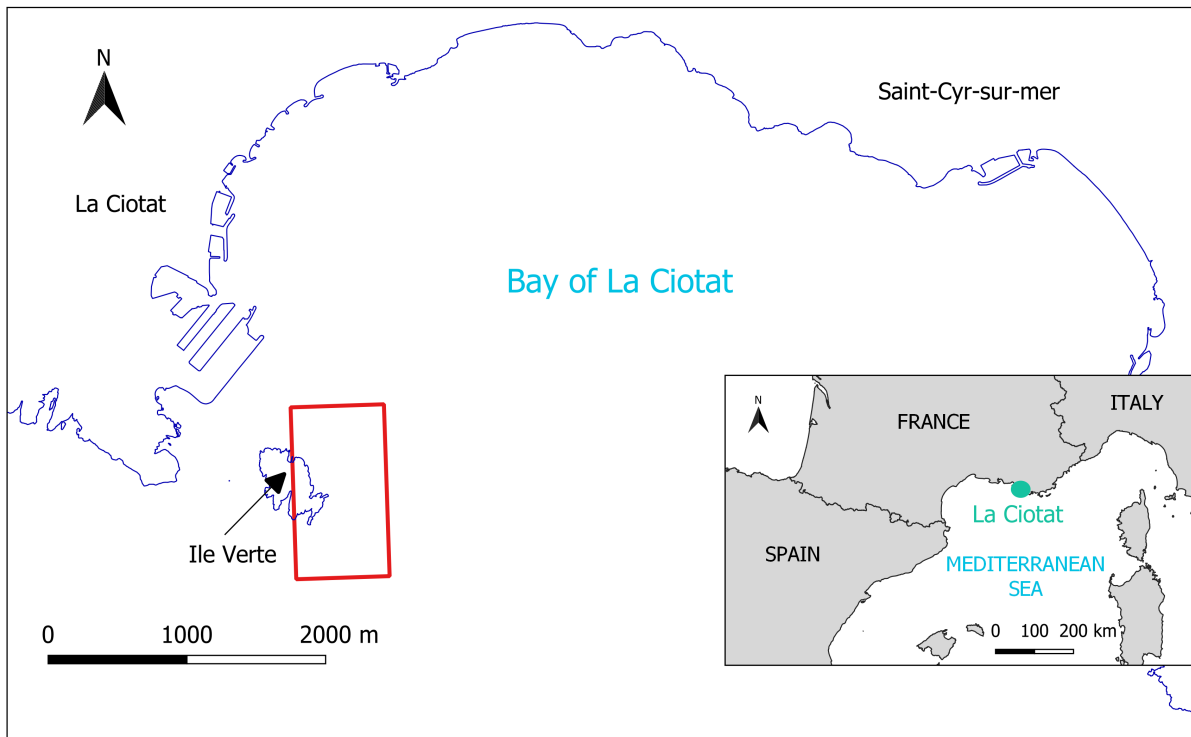 N
Saint-Cyr-sur-mer
La Ciotat
Bay of La Ciotat
Ile Verte
0 1000 2000 m
N
FRANCE
ITALY
La Ciotat
SPAIN
MEDITERRANEAN
SEA
0 100 200 km